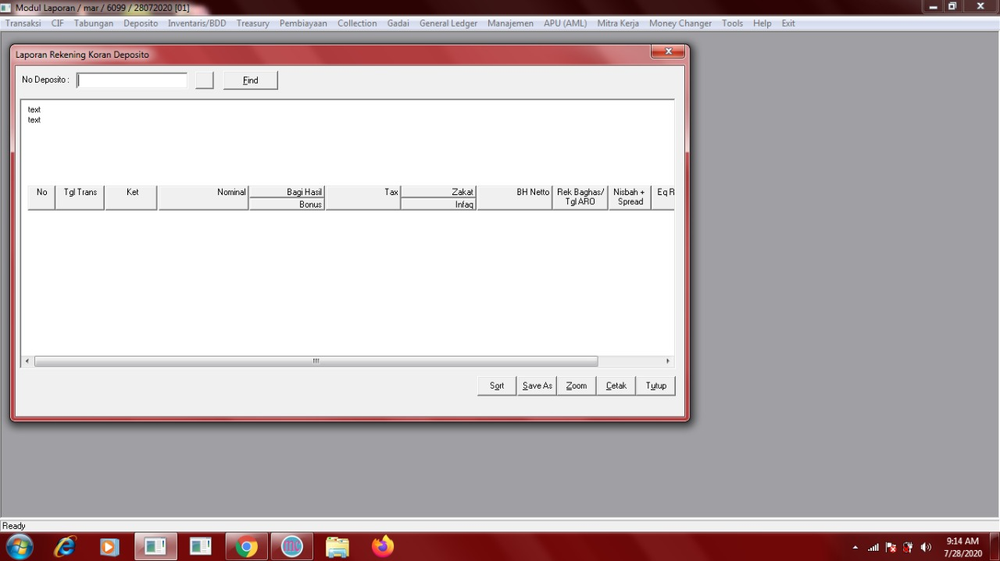 Modul Laporan / mar / 6099 / 28072020 [01]
Transaksi CIF Tabungan Deposito Inventaris/BDD Treasury Pembiayaan Collection Gadai General Ledger Manajemen APU (AML) Mitra Kerja Money Changer Tools Help Exit
Laporan Rekening Koran Deposito
No Deposito : Find
text
text
No Tgl Trans Ket Nominal Bagi Hasil Tax Zakat BH Netto Rek Baghas/ Nisbah + Eq R
Bonus Infaq Tgl ARO Spread
Sort Save As Zoom Cetak Tutup
Ready
9:14 AM
7/28/2020